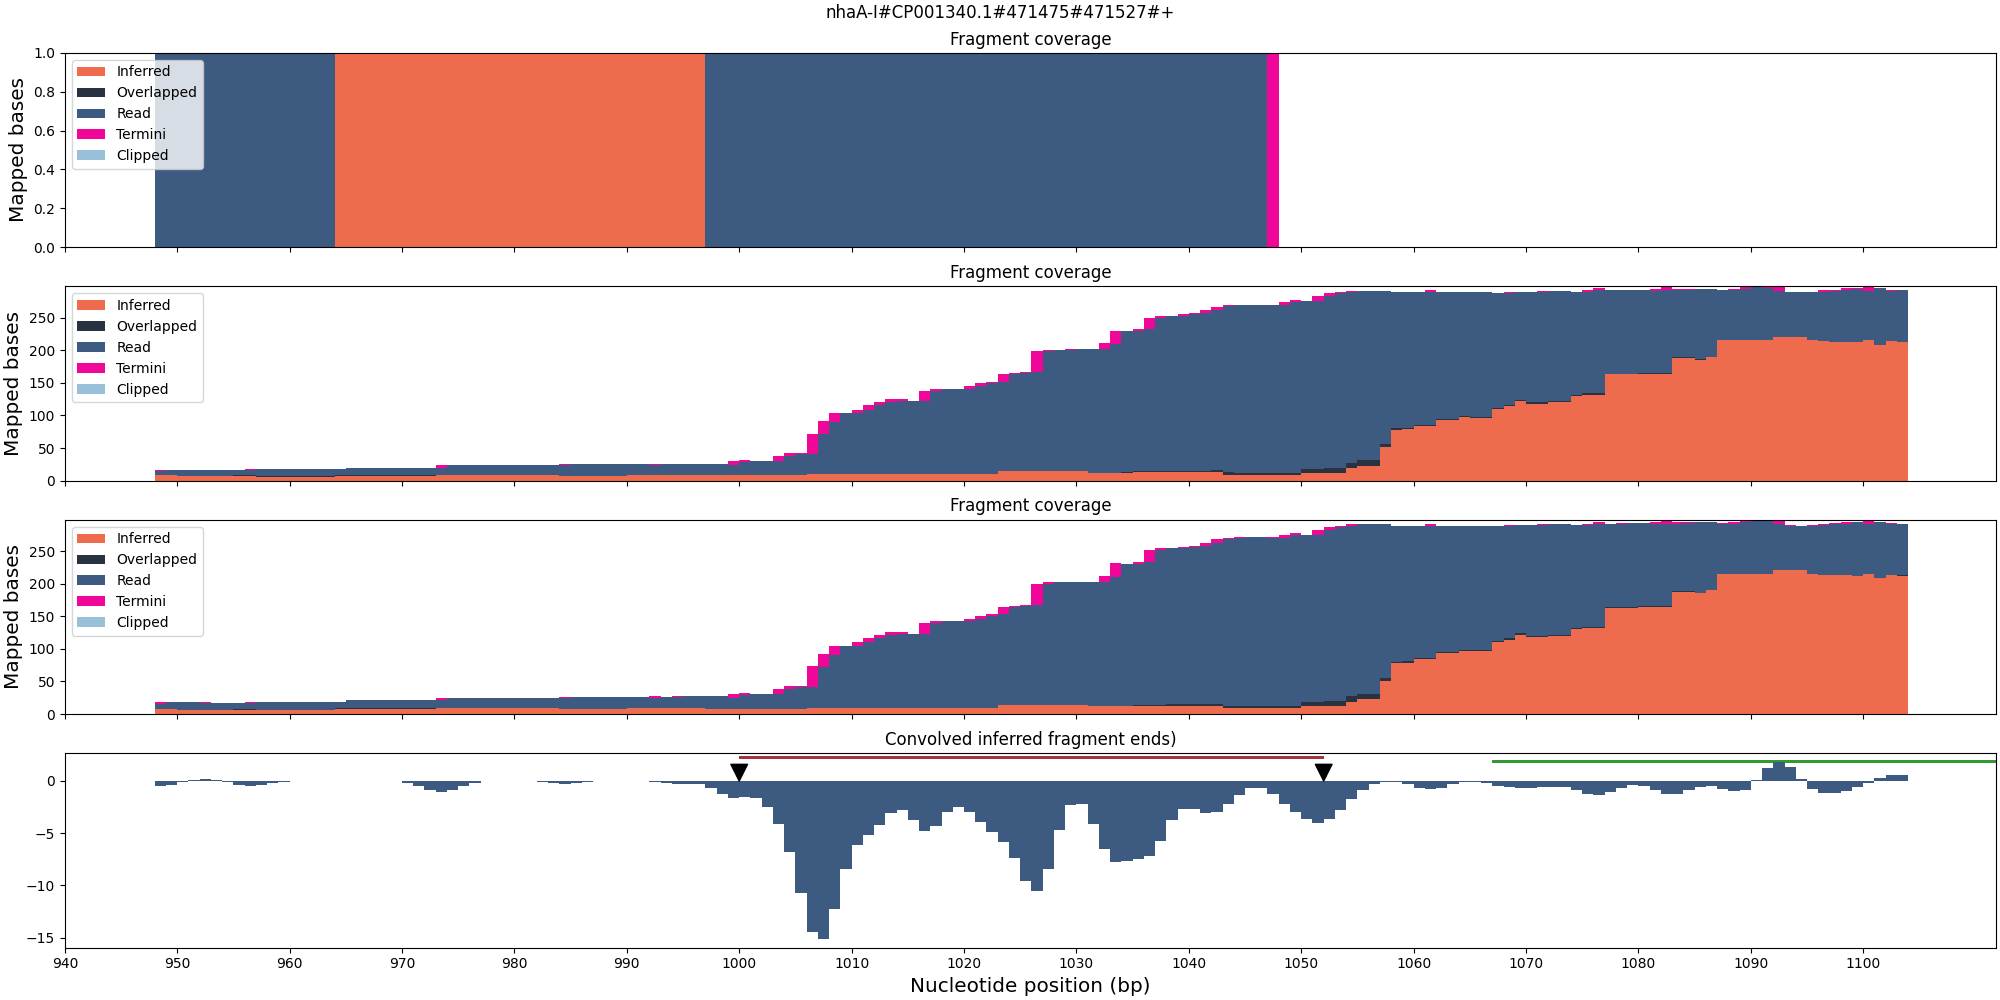 nhaA-I#CP001340.1#471475#471527#+
Fragment coverage
Mapped bases
1.0
0.8
0.6
0.4
0.2
0.0
Inferred
Overlapped
Read
Termini
Clipped
Fragment coverage
Mapped bases
250
200
150
100
50
0
Inferred
Overlapped
Read
Termini
Clipped
Fragment coverage
Mapped bases
250
200
150
100
50
0
Inferred
Overlapped
Read
Termini
Clipped
Convolved inferred fragment ends)
0
−5
−10
−15
940 950 960 970 980 990 1000 1010 1020 1030 1040 1050 1060 1070 1080 1090 1100
Nucleotide position (bp)